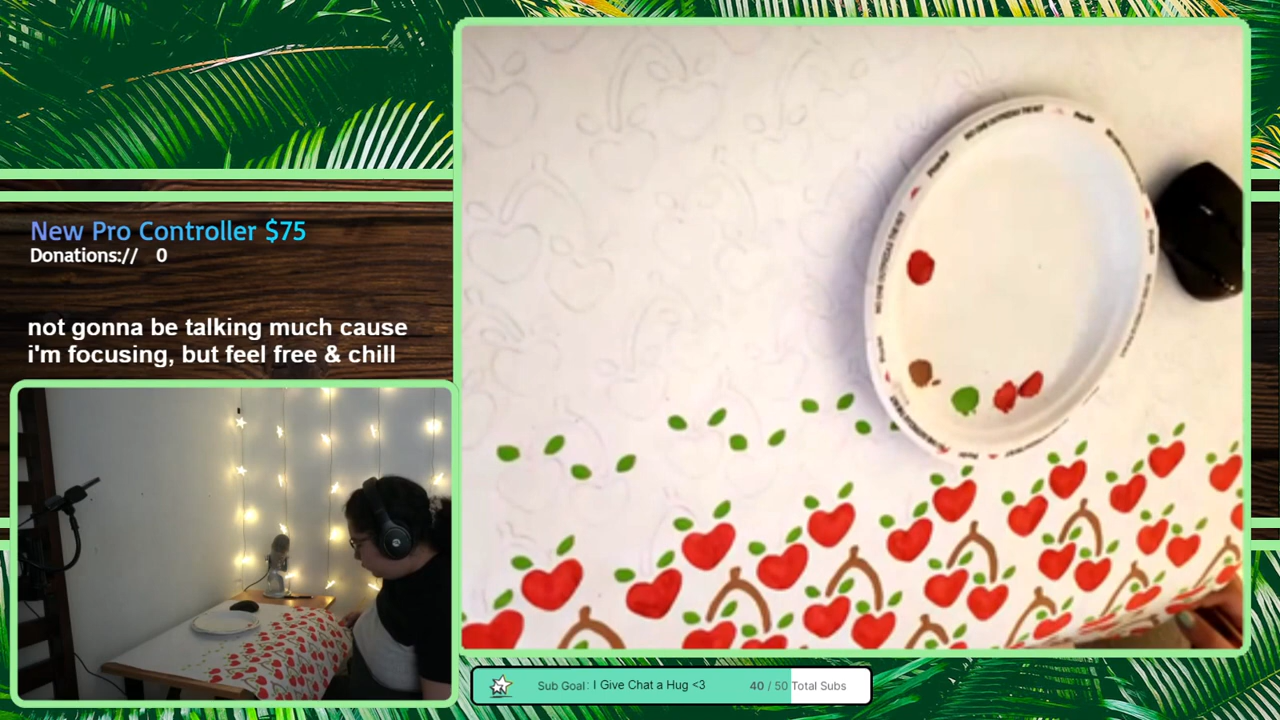 New Pro Controller $75
Donations:// 0
not gonna be talking much cause
i'm focusing, but feel free & chill
Sub Goal: I Give Chat a Hug <3
40 / 50 Total Subs